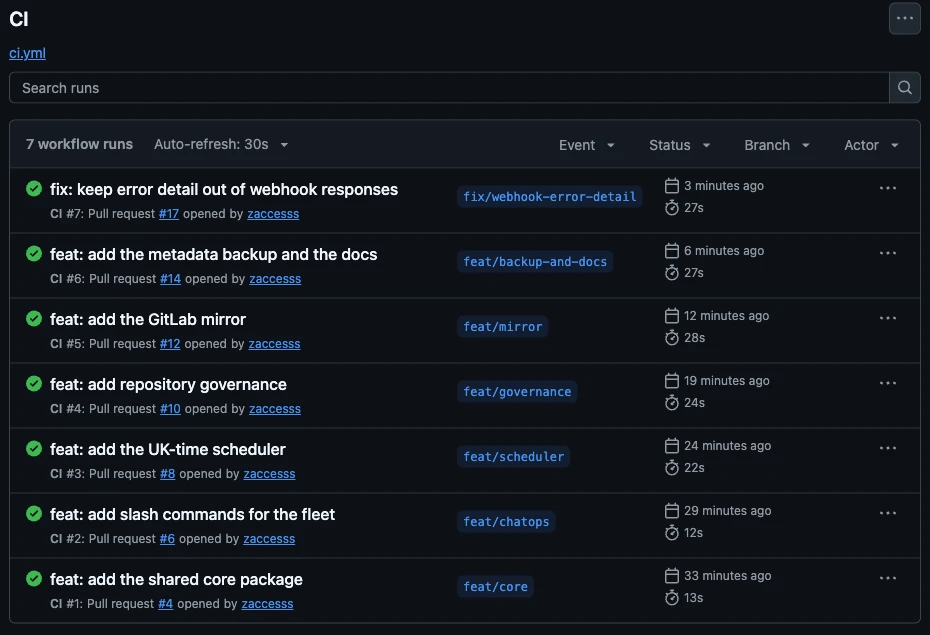 CI
ci.yml
Search runs
7 workflow runs Auto-refresh: 30s Event Status Branch Actor
fix: keep error detail out of webhook responses
CI #7: Pull request #17 opened by zaccesss
fix/webhook-error-detail
3 minutes ago
27s
feat: add the metadata backup and the docs
CI #6: Pull request #14 opened by zaccesss
feat/backup-and-docs
6 minutes ago
27s
feat: add the GitLab mirror
CI #5: Pull request #12 opened by zaccesss
feat/mirror
12 minutes ago
28s
feat: add repository governance
CI #4: Pull request #10 opened by zaccesss
feat/governance
19 minutes ago
24s
feat: add the UK-time scheduler
CI #3: Pull request #8 opened by zaccesss
feat/scheduler
24 minutes ago
22s
feat: add slash commands for the fleet
CI #2: Pull request #6 opened by zaccesss
feat/chatops
29 minutes ago
12s
feat: add the shared core package
CI #1: Pull request #4 opened by zaccesss
feat/core
33 minutes ago
13s